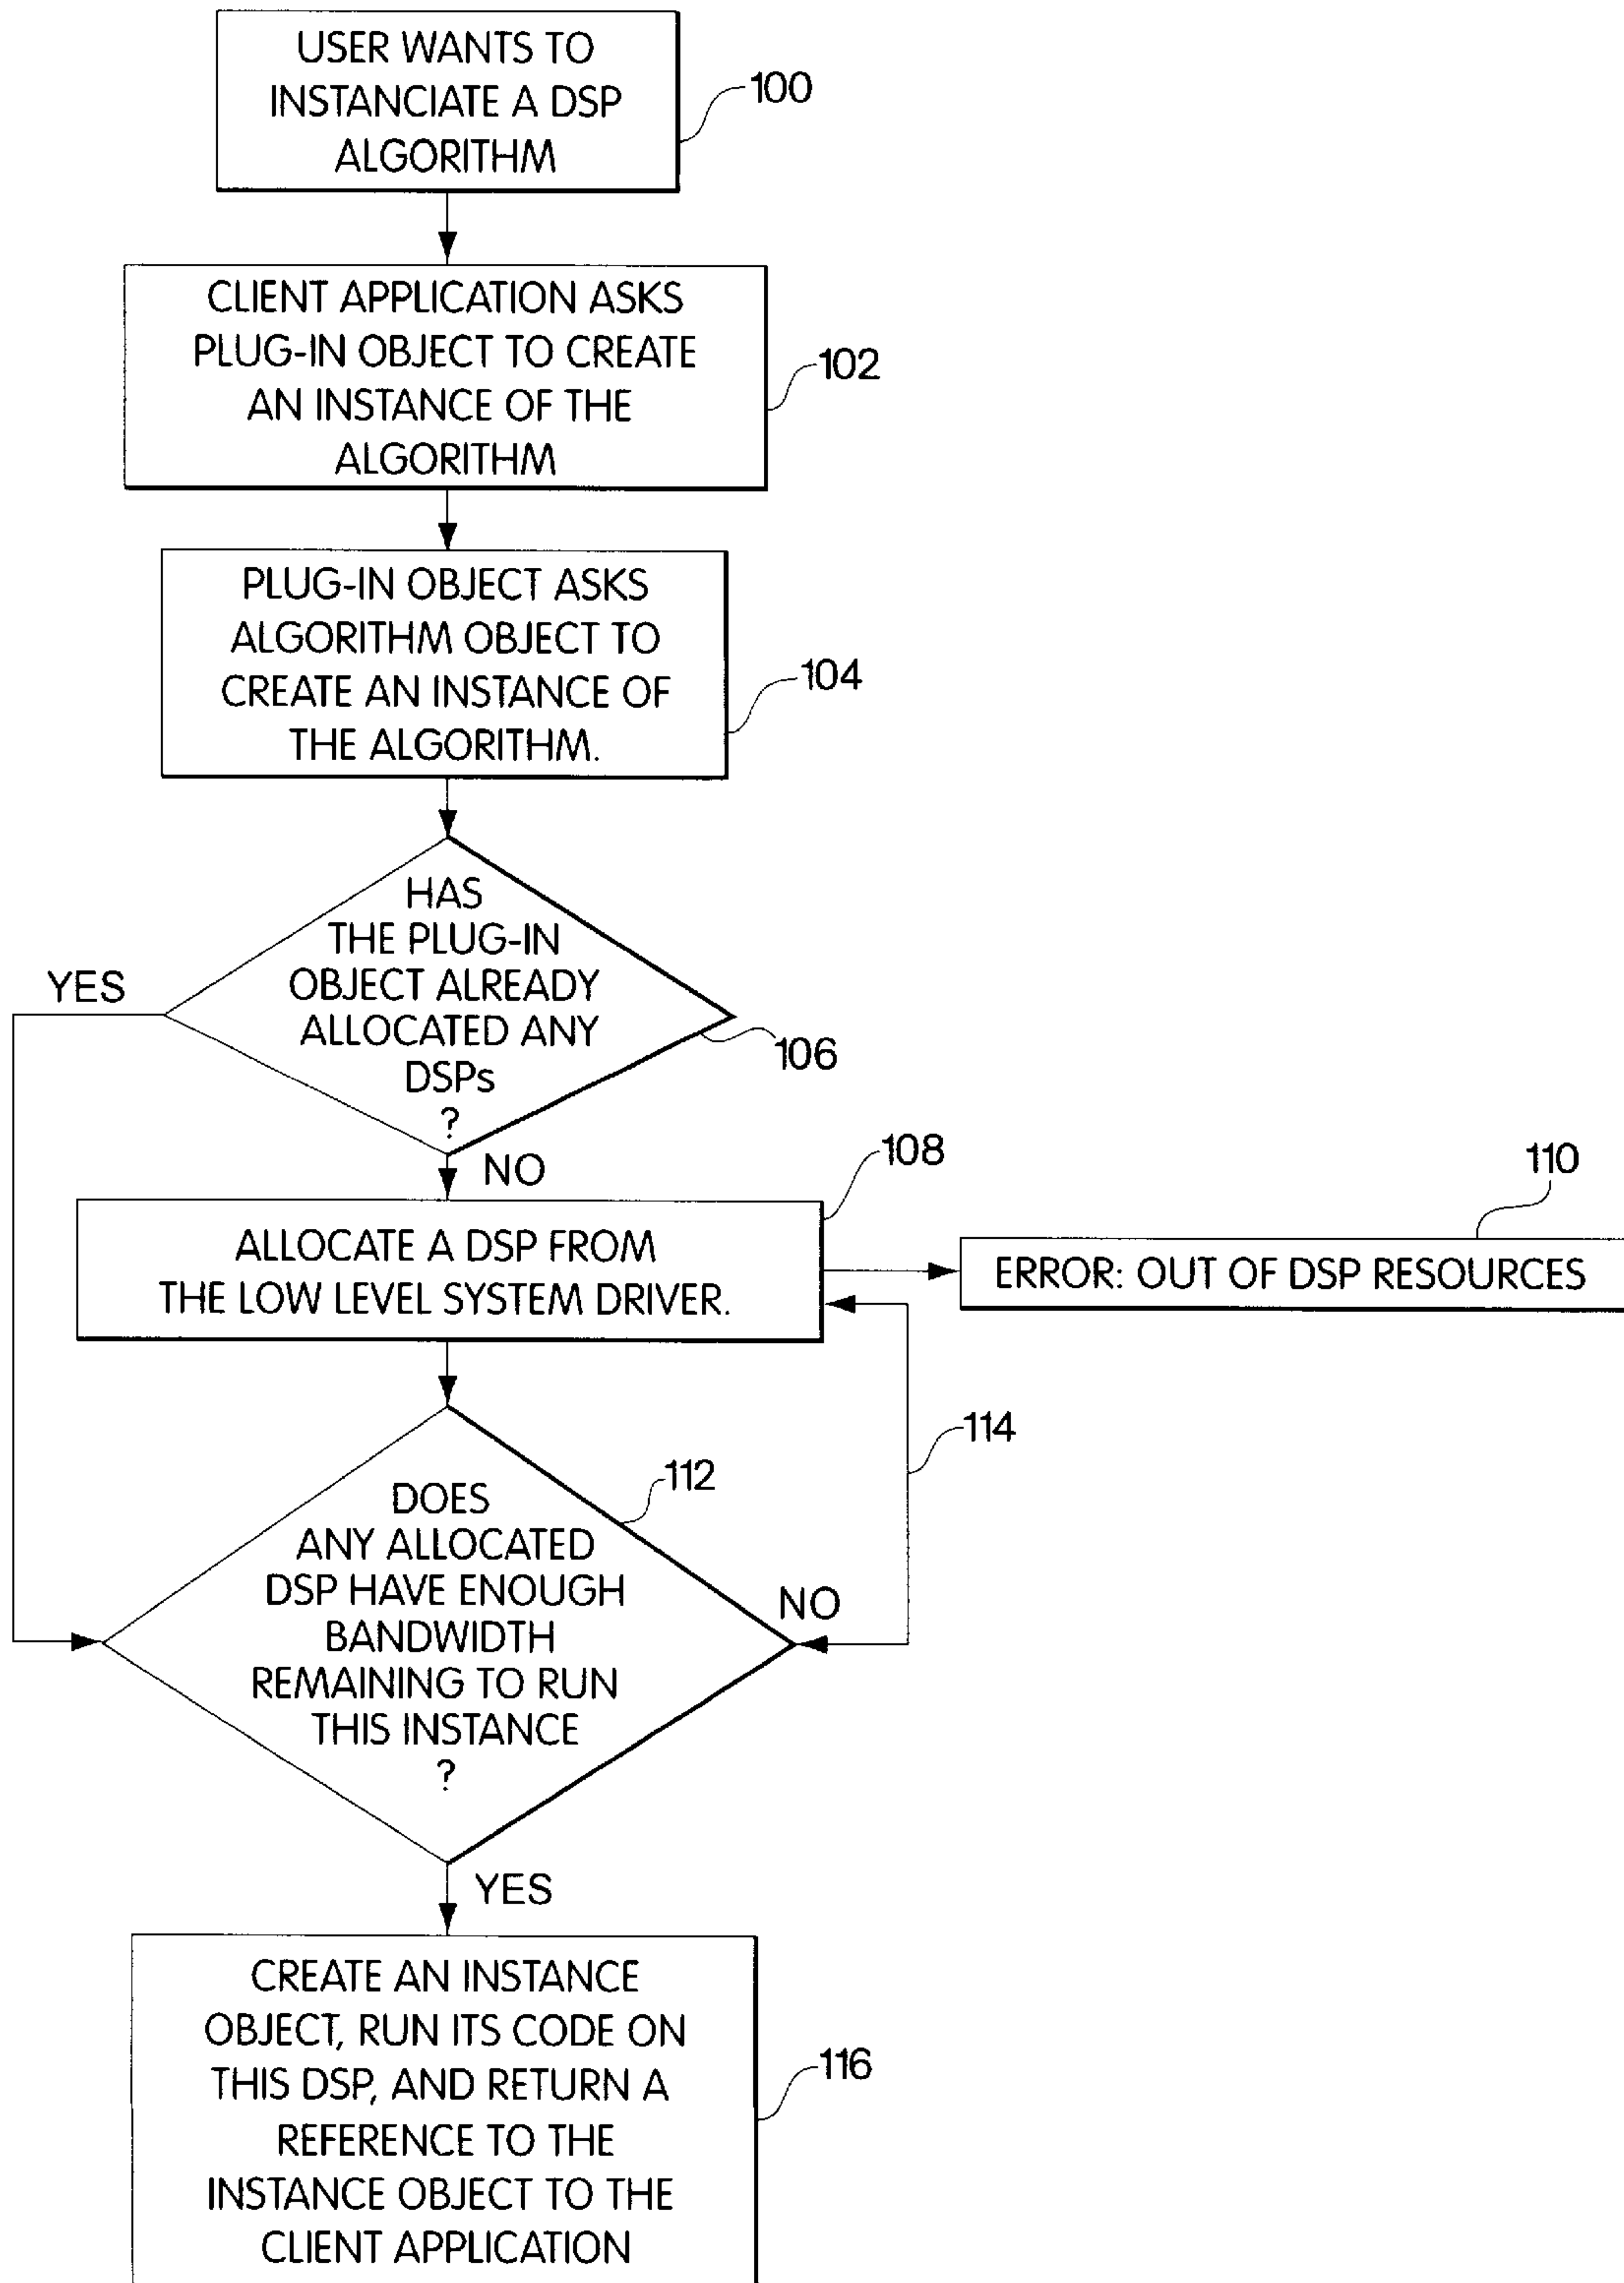 USER WANTS TO
INSTANCIATE A DSP
ALGORITHM
100
CLIENT APPLICATION ASKS
PLUG-IN OBJECT TO CREATE
AN INSTANCE OF THE
ALGORITHM
102
PLUG-IN OBJECT ASKS
ALGORITHM OBJECT TO
CREATE AN INSTANCE OF
THE ALGORITHM.
104
HAS
THE PLUG-IN
OBJECT ALREADY
ALLOCATED ANY
DSPs
?
YES
106
NO
108
ALLOCATE A DSP FROM
THE LOW LEVEL SYSTEM DRIVER.
110
ERROR: OUT OF DSP RESOURCES
114
112
DOES
ANY ALLOCATED
DSP HAVE ENOUGH
BANDWIDTH
REMAINING TO RUN
THIS INSTANCE
?
NO
YES
CREATE AN INSTANCE
OBJECT, RUN ITS CODE ON
THIS DSP, AND RETURN A
REFERENCE TO THE
INSTANCE OBJECT TO THE
CLIENT APPLICATION
116